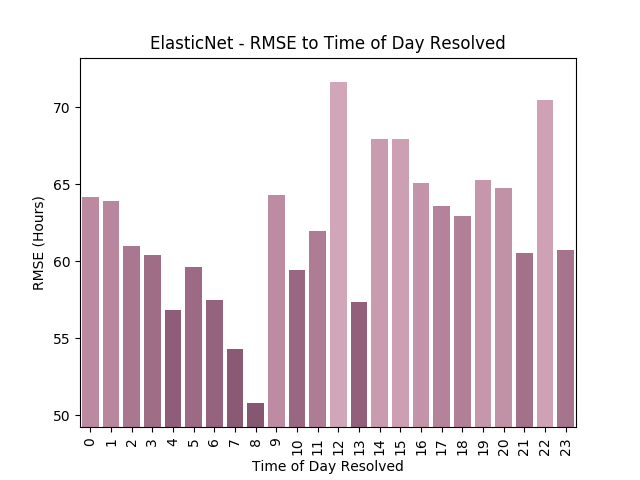 ElasticNet - RMSE to Time of Day Resolved
RMSE (Hours)
70
65
60
55
50
0 1 2 3 4 5 6 7 8 9 10 11 12 13 14 15 16 17 18 19 20 21 22 23
Time of Day Resolved